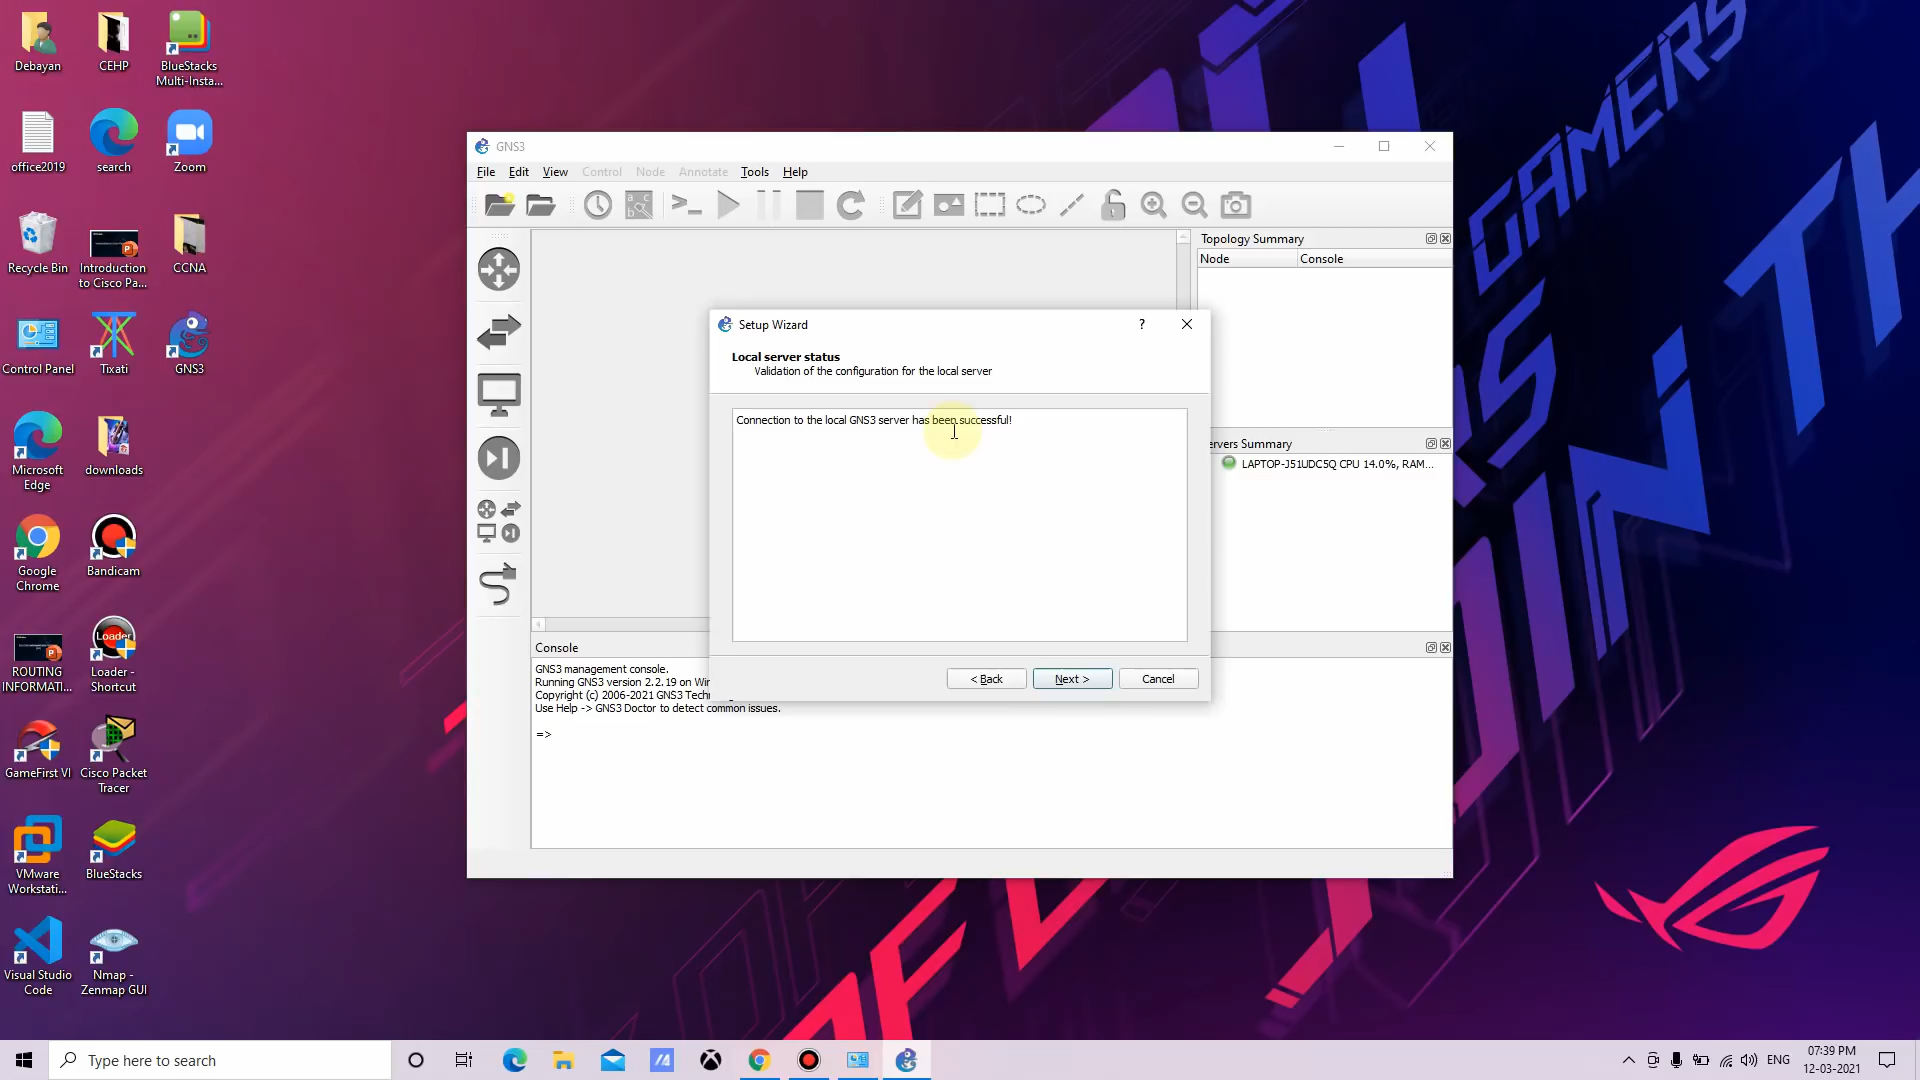 Debayan
CEHP
BlueStacks
Multi-Insta...
office2019
search
Zoom
Recycle Bin
Introduction
to Cisco Pa...
CCNA
Control Panel
Tixati
GNS3
Microsoft
Edge
downloads
Google
Chrome
Bandicam
ROUTING
INFORMATI...
Loader
Loader -
Shortcut
GameFirst VI
Cisco Packet
Tracer
VMware
Workstati...
BlueStacks
Visual Studio
Code
Nmap -
Zenmap GUI
GNS3
File Edit View Control Node Annotate Tools Help
Topology Summary
Node Console
Setup Wizard
Local server status
Validation of the configuration for the local server
Connection to the local GNS3 server has been successful!
< Back Next > Cancel
ervers Summary
LAPTOP-J51UDC5Q CPU 14.0%, RAM...
Console
GNS3 management console.
Running GNS3 version 2.2.19 on Wir
Copyright (c) 2006-2021 GNS3 Techn
Use Help -> GNS3 Doctor to detect common issues.
=>
GAMERS
Type here to search
ENG
07:39 PM
12-03-2021